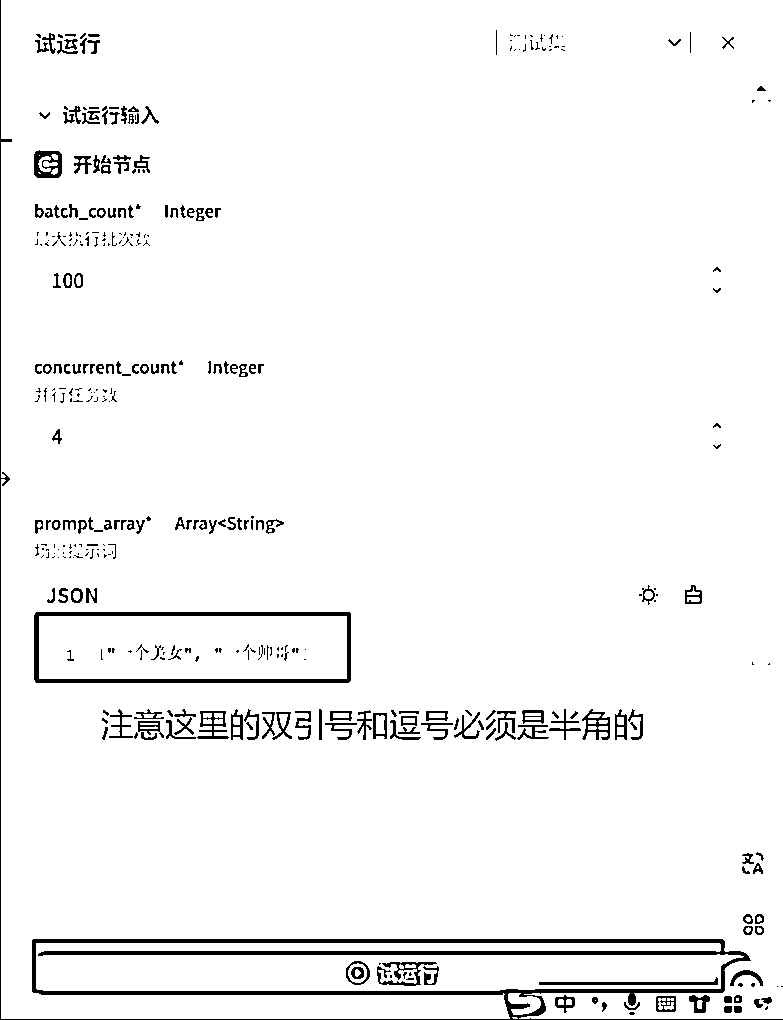 试运行
测试集
试运行输入
开始节点
batch_count* Integer
最大执行批次数
100
concurrent_count* Integer
并行任务数
4
prompt_array* Array<String>
场景提示词
JSON
1 ["一个美女", "一个帅哥"]
注意这里的双引号和逗号必须是半角的
试运行
中